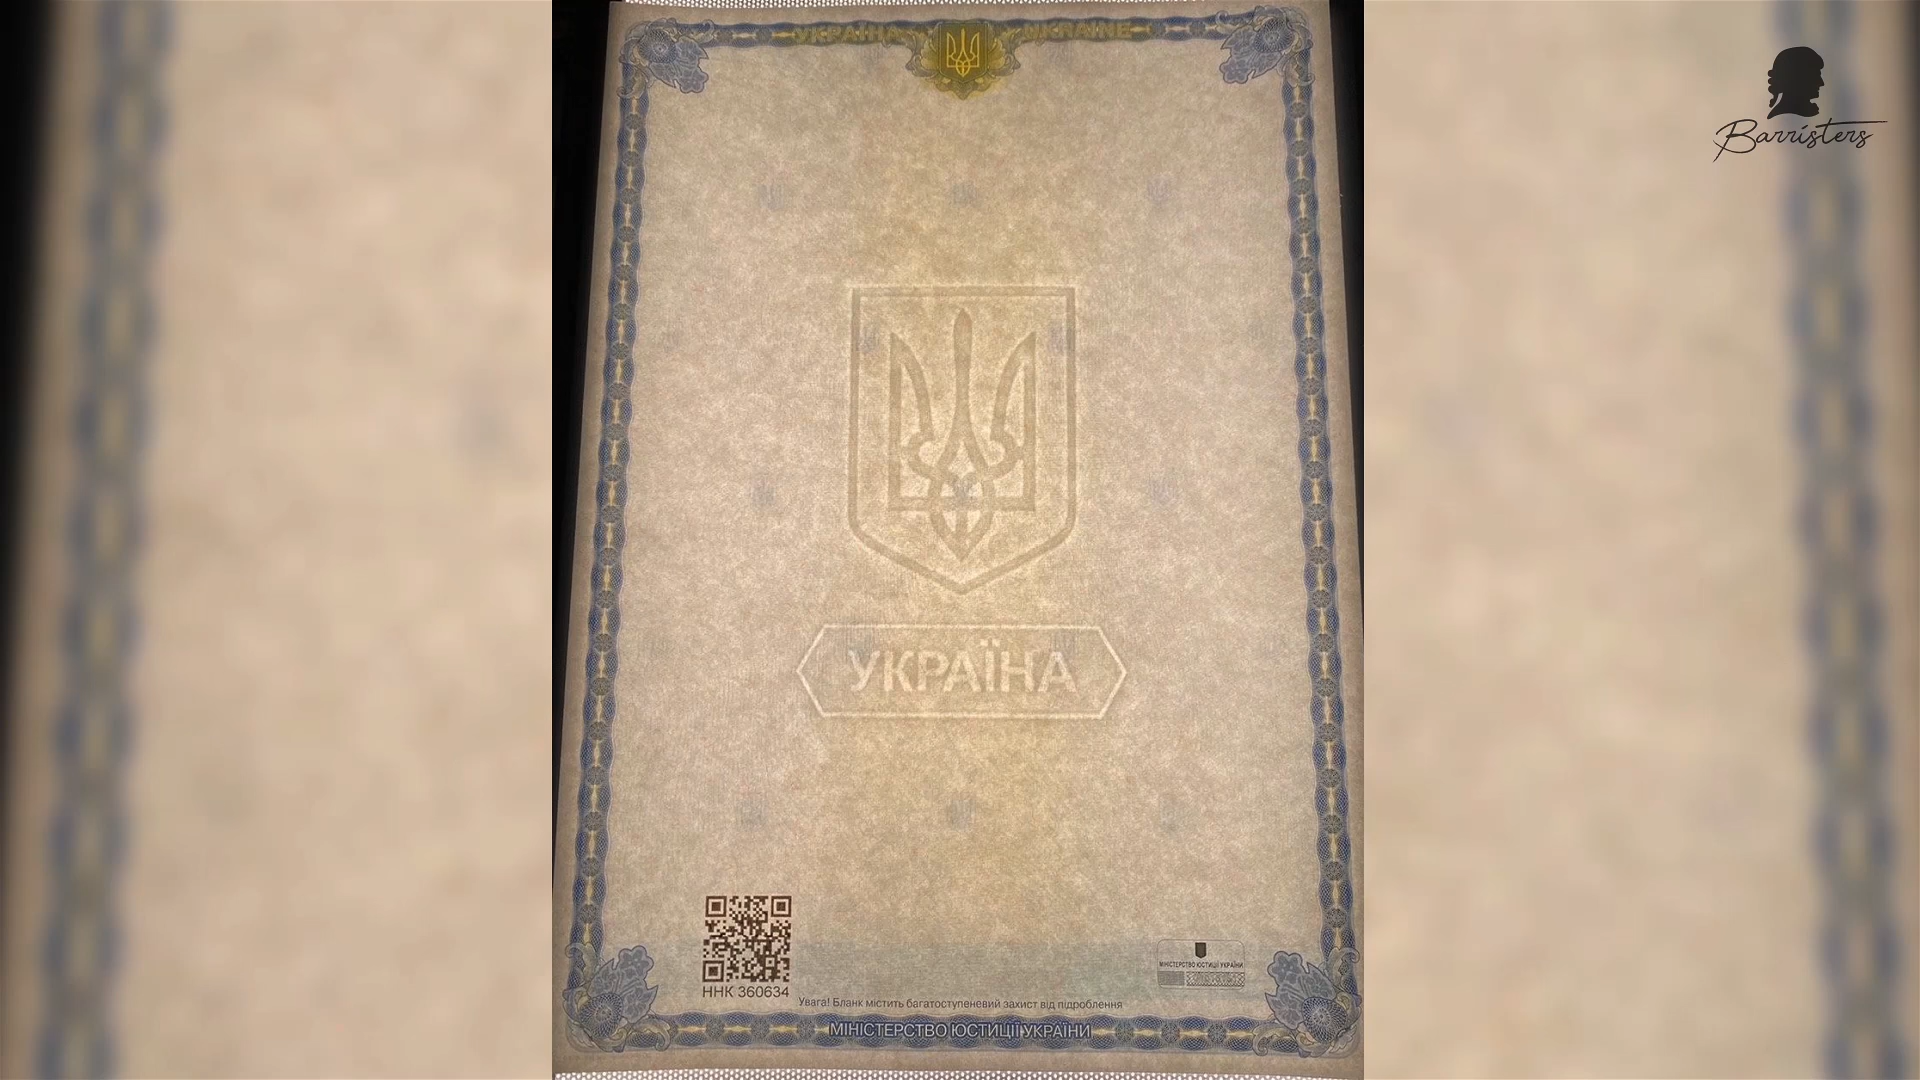 УКРАЇНА UKRAINE
Barristers
УКРАЇНА
МІНІСТЕРСТВО ЮСТИЦІЇ УКРАЇНИ
ННК 360634
Увага! Бланк містить багатоступеневий захист від підроблення
МІНІСТЕРСТВО ЮСТИЦІЇ УКРАЇНИ